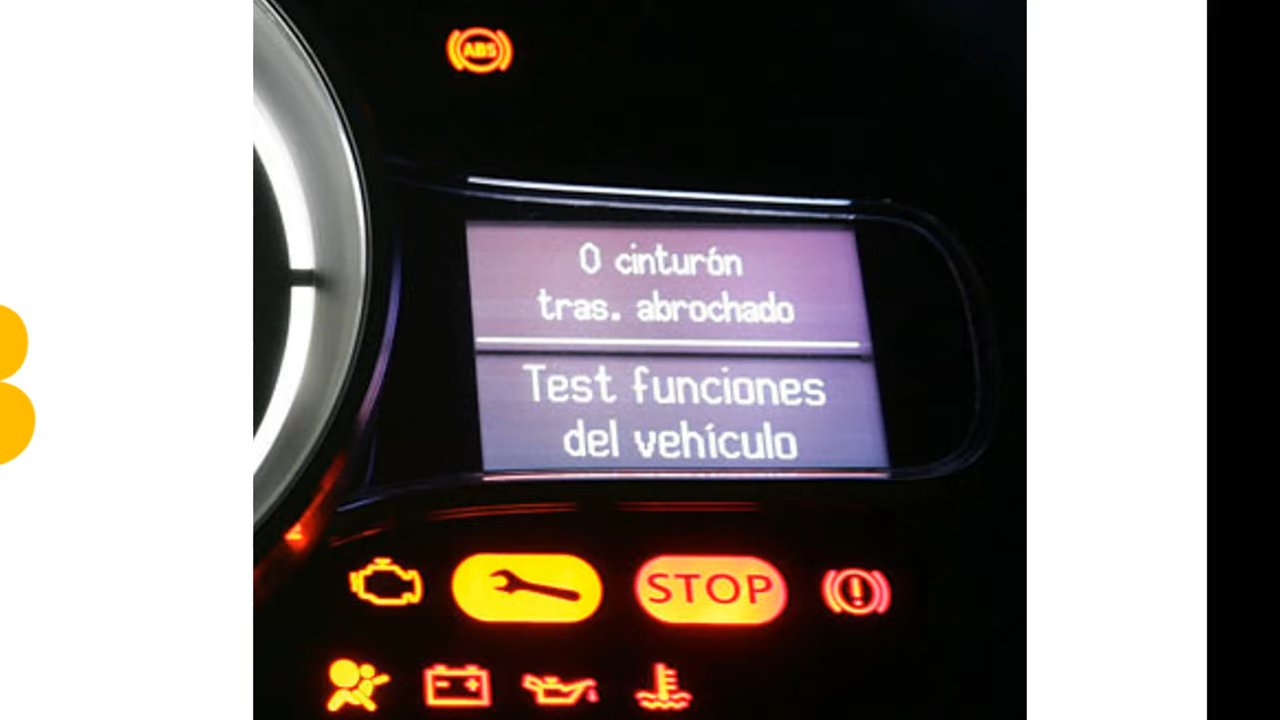 ABS
0 cinturón
tras. abrochado
Test funciones
del vehículo
STOP